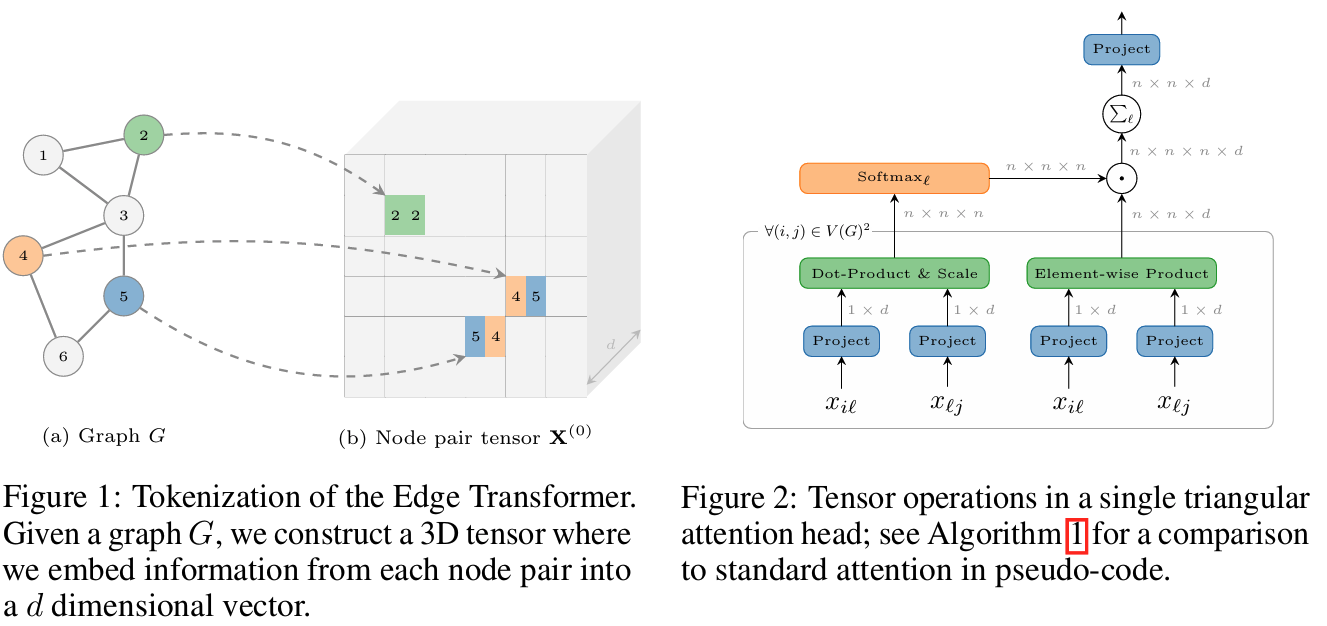 1
2
3
4
5
6
2 2
4 5
5 4
d
(a) Graph G
(b) Node pair tensor X^(0)
Figure 1: Tokenization of the Edge Transformer.
Given a graph G, we construct a 3D tensor where
we embed information from each node pair into
a d dimensional vector.
Project
n × n × d
∑ℓ
n × n × n × d
Softmaxℓ
n × n × n
·
n × n × n
n × n × d
∀(i, j) ∈ V(G)²
Dot-Product & Scale
Element-wise Product
1 × d
1 × d
1 × d
1 × d
Project
Project
Project
Project
xiℓ
xℓj
xiℓ
xℓj
Figure 2: Tensor operations in a single triangular
attention head; see Algorithm 1 for a comparison
to standard attention in pseudo-code.